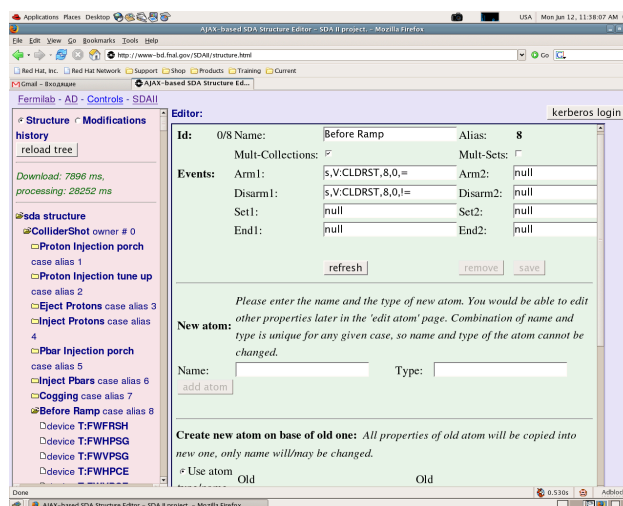 Applications Places Desktop USA Mon Jun 12, 11:38:07 AM
AJAX-based SDA Structure Editor – SDA II project. – Mozilla Firefox
File Edit View Go Bookmarks Tools Help
http://www-bd.fnal.gov/SDAII/structure.html Go
Red Hat, Inc. Red Hat Network Support Shop Products Training Current
Gmail – Входящие AJAX-based SDA Structure Ed...
Fermilab - AD - Controls - SDAII
Editor: kerberos login
Structure Modifications
history
reload tree
Download: 7896 ms,
processing: 28252 ms
sda structure
ColliderShot owner # 0
Proton Injection porch
case alias 1
Proton Injection tune up
case alias 2
Eject Protons case alias 3
Inject Protons case alias
4
Pbar Injection porch
case alias 5
Inject Pbars case alias 6
Cogging case alias 7
Before Ramp case alias 8
device T:FWFRSH
device T:FWHPSG
device T:FWVPSG
device T:FWHPCE
Id: 0/8 Name: Before Ramp Alias: 8
Mult-Collections: Mult-Sets:
Events: Arm1: s,V:CLDRST,8,0,= Arm2: null
Disarm1: s,V:CLDRST,8,0,!= Disarm2: null
Set1: null Set2: null
End1: null End2: null
refresh remove save
Please enter the name and the type of new atom. You would be able to edit
New atom: other properties later in the 'edit atom' page. Combination of name and
type is unique for any given case, so name and type of the atom cannot be
changed.
Name: Type:
add atom
Create new atom on base of old one: All properties of old atom will be copied into
new one, only name will/may be changed.
Use atom
Old Old
Done 0.530s Adblock
AJAX-based SDA Structure Editor – SDA II project. – Mozilla Firefox